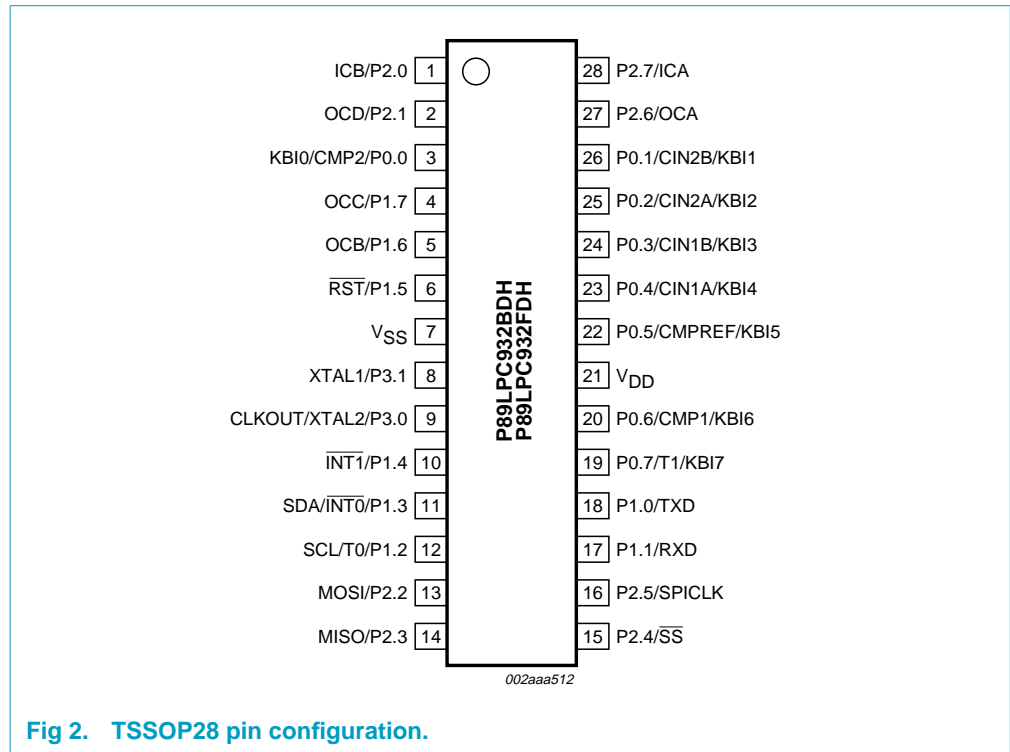 ICB/P2.0 1 28 P2.7/ICA
OCD/P2.1 2 27 P2.6/OCA
KBI0/CMP2/P0.0 3 26 P0.1/CIN2B/KBI1
OCC/P1.7 4 25 P0.2/CIN2A/KBI2
OCB/P1.6 5 24 P0.3/CIN1B/KBI3
R̅S̅T̅/P1.5 6 23 P0.4/CIN1A/KBI4
VSS 7 22 P0.5/CMPREF/KBI5
XTAL1/P3.1 8 21 VDD
CLKOUT/XTAL2/P3.0 9 20 P0.6/CMP1/KBI6
I̅N̅T̅1̅/P1.4 10 19 P0.7/T1/KBI7
SDA/I̅N̅T̅0̅/P1.3 11 18 P1.0/TXD
SCL/T0/P1.2 12 17 P1.1/RXD
MOSI/P2.2 13 16 P2.5/SPICLK
MISO/P2.3 14 15 P2.4/S̅S̅
P89LPC932BDH
P89LPC932FDH
002aaa512
Fig 2. TSSOP28 pin configuration.